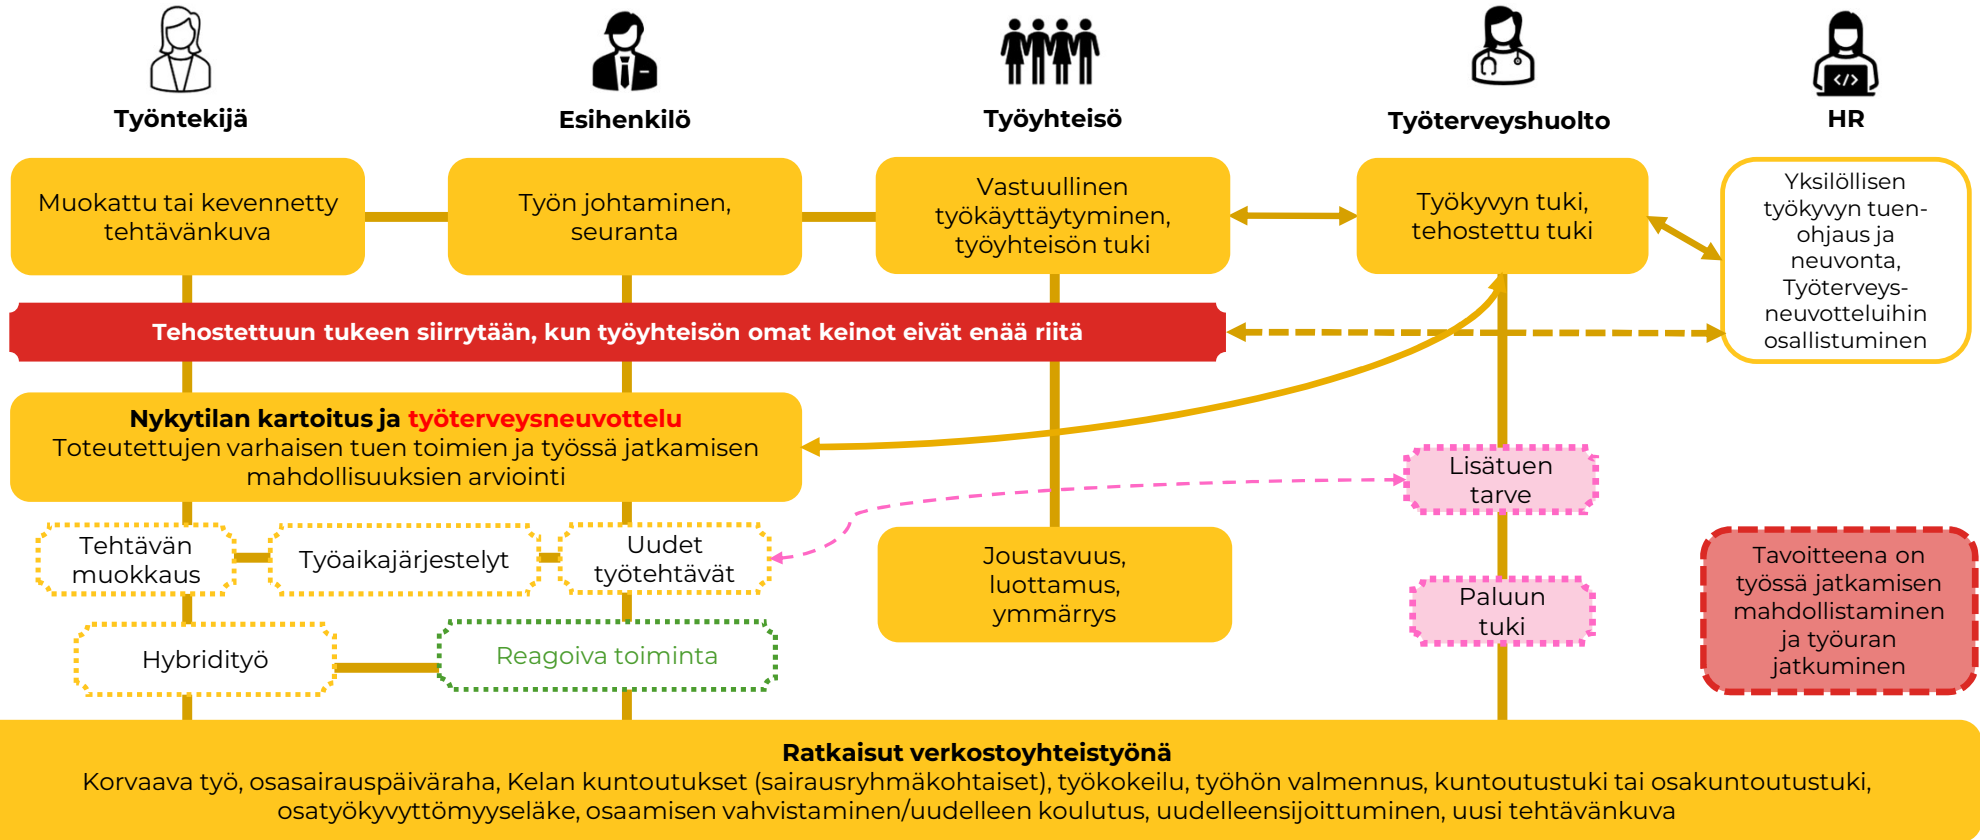 Työntekijä
Esihenkilö
Työyhteisö
Työterveyshuolto
HR
Muokattu tai kevennetty
tehtävänkuva
Työn johtaminen,
seuranta
Vastuullinen
työkäyttäytyminen,
työyhteisön tuki
Työkyvyn tuki,
tehostettu tuki
Yksilöllisen
työkyvyn tuen-
ohjaus ja
neuvonta,
Työterveys-
neuvotteluihin
osallistuminen
Tehostettuun tukeen siirrytään, kun työyhteisön omat keinot eivät enää riitä
Nykytilan kartoitus ja työterveysneuvottelu
Toteutettujen varhaisen tuen toimien ja työssä jatkamisen
mahdollisuuksien arviointi
Lisätuen
tarve
Tehtävän
muokkaus
Työaikajärjestelyt
Uudet
työtehtävät
Joustavuus,
luottamus,
ymmärrys
Paluun
tuki
Tavoitteena on
työssä jatkamisen
mahdollistaminen
ja työuran
jatkuminen
Hybridityö
Reagoiva toiminta
Ratkaisut verkostoyhteistyönä
Korvaava työ, osasairauspäiväraha, Kelan kuntoutukset (sairausryhmäkohtaiset), työkokeilu, työhön valmennus, kuntoutustuki tai osakuntoutustuki,
osatyökyvyttömyyseläke, osaamisen vahvistaminen/uudelleen koulutus, uudelleensijoittuminen, uusi tehtävänkuva